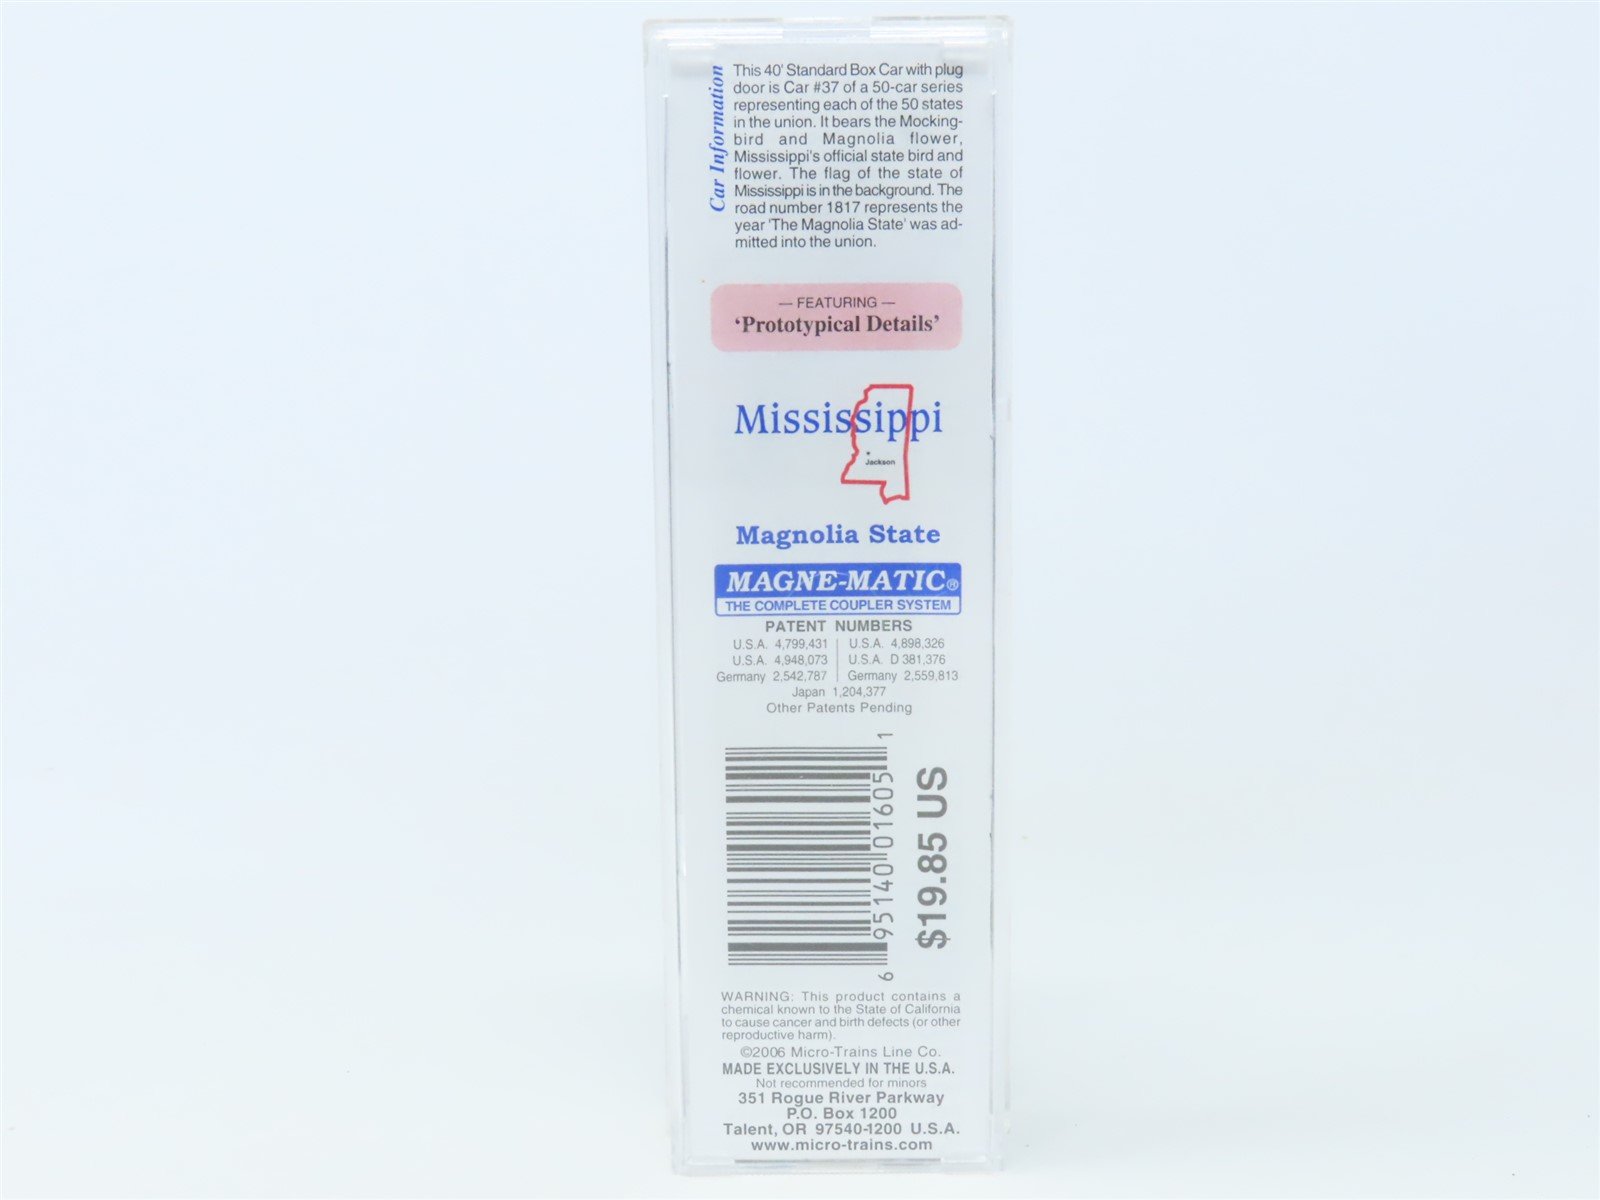 Car Information
This 40' Standard Box Car with plug
door is Car #37 of a 50-car series
representing each of the 50 states
in the union. It bears the Mocking-
bird and Magnolia flower,
Mississippi's official state bird and
flower. The flag of the state of
Mississippi is in the background. The
road number 1817 represents the
year 'The Magnolia State' was ad-
mitted into the union.
— FEATURING —
‘Prototypical Details’
Mississippi
Jackson
Magnolia State
MAGNE-MATIC®
THE COMPLETE COUPLER SYSTEM
PATENT NUMBERS
U.S.A. 4,799,431 | U.S.A. 4,898,326
U.S.A. 4,948,073 | U.S.A. D 381,376
Germany 2,542,787 | Germany 2,559,813
Japan 1,204,377
Other Patents Pending
6 95140 01605 1
$19.85 US
WARNING: This product contains a
chemical known to the State of California
to cause cancer and birth defects (or other
reproductive harm).
©2006 Micro-Trains Line Co.
MADE EXCLUSIVELY IN THE U.S.A.
Not recommended for minors
351 Rogue River Parkway
P.O. Box 1200
Talent, OR 97540-1200 U.S.A.
www.micro-trains.com